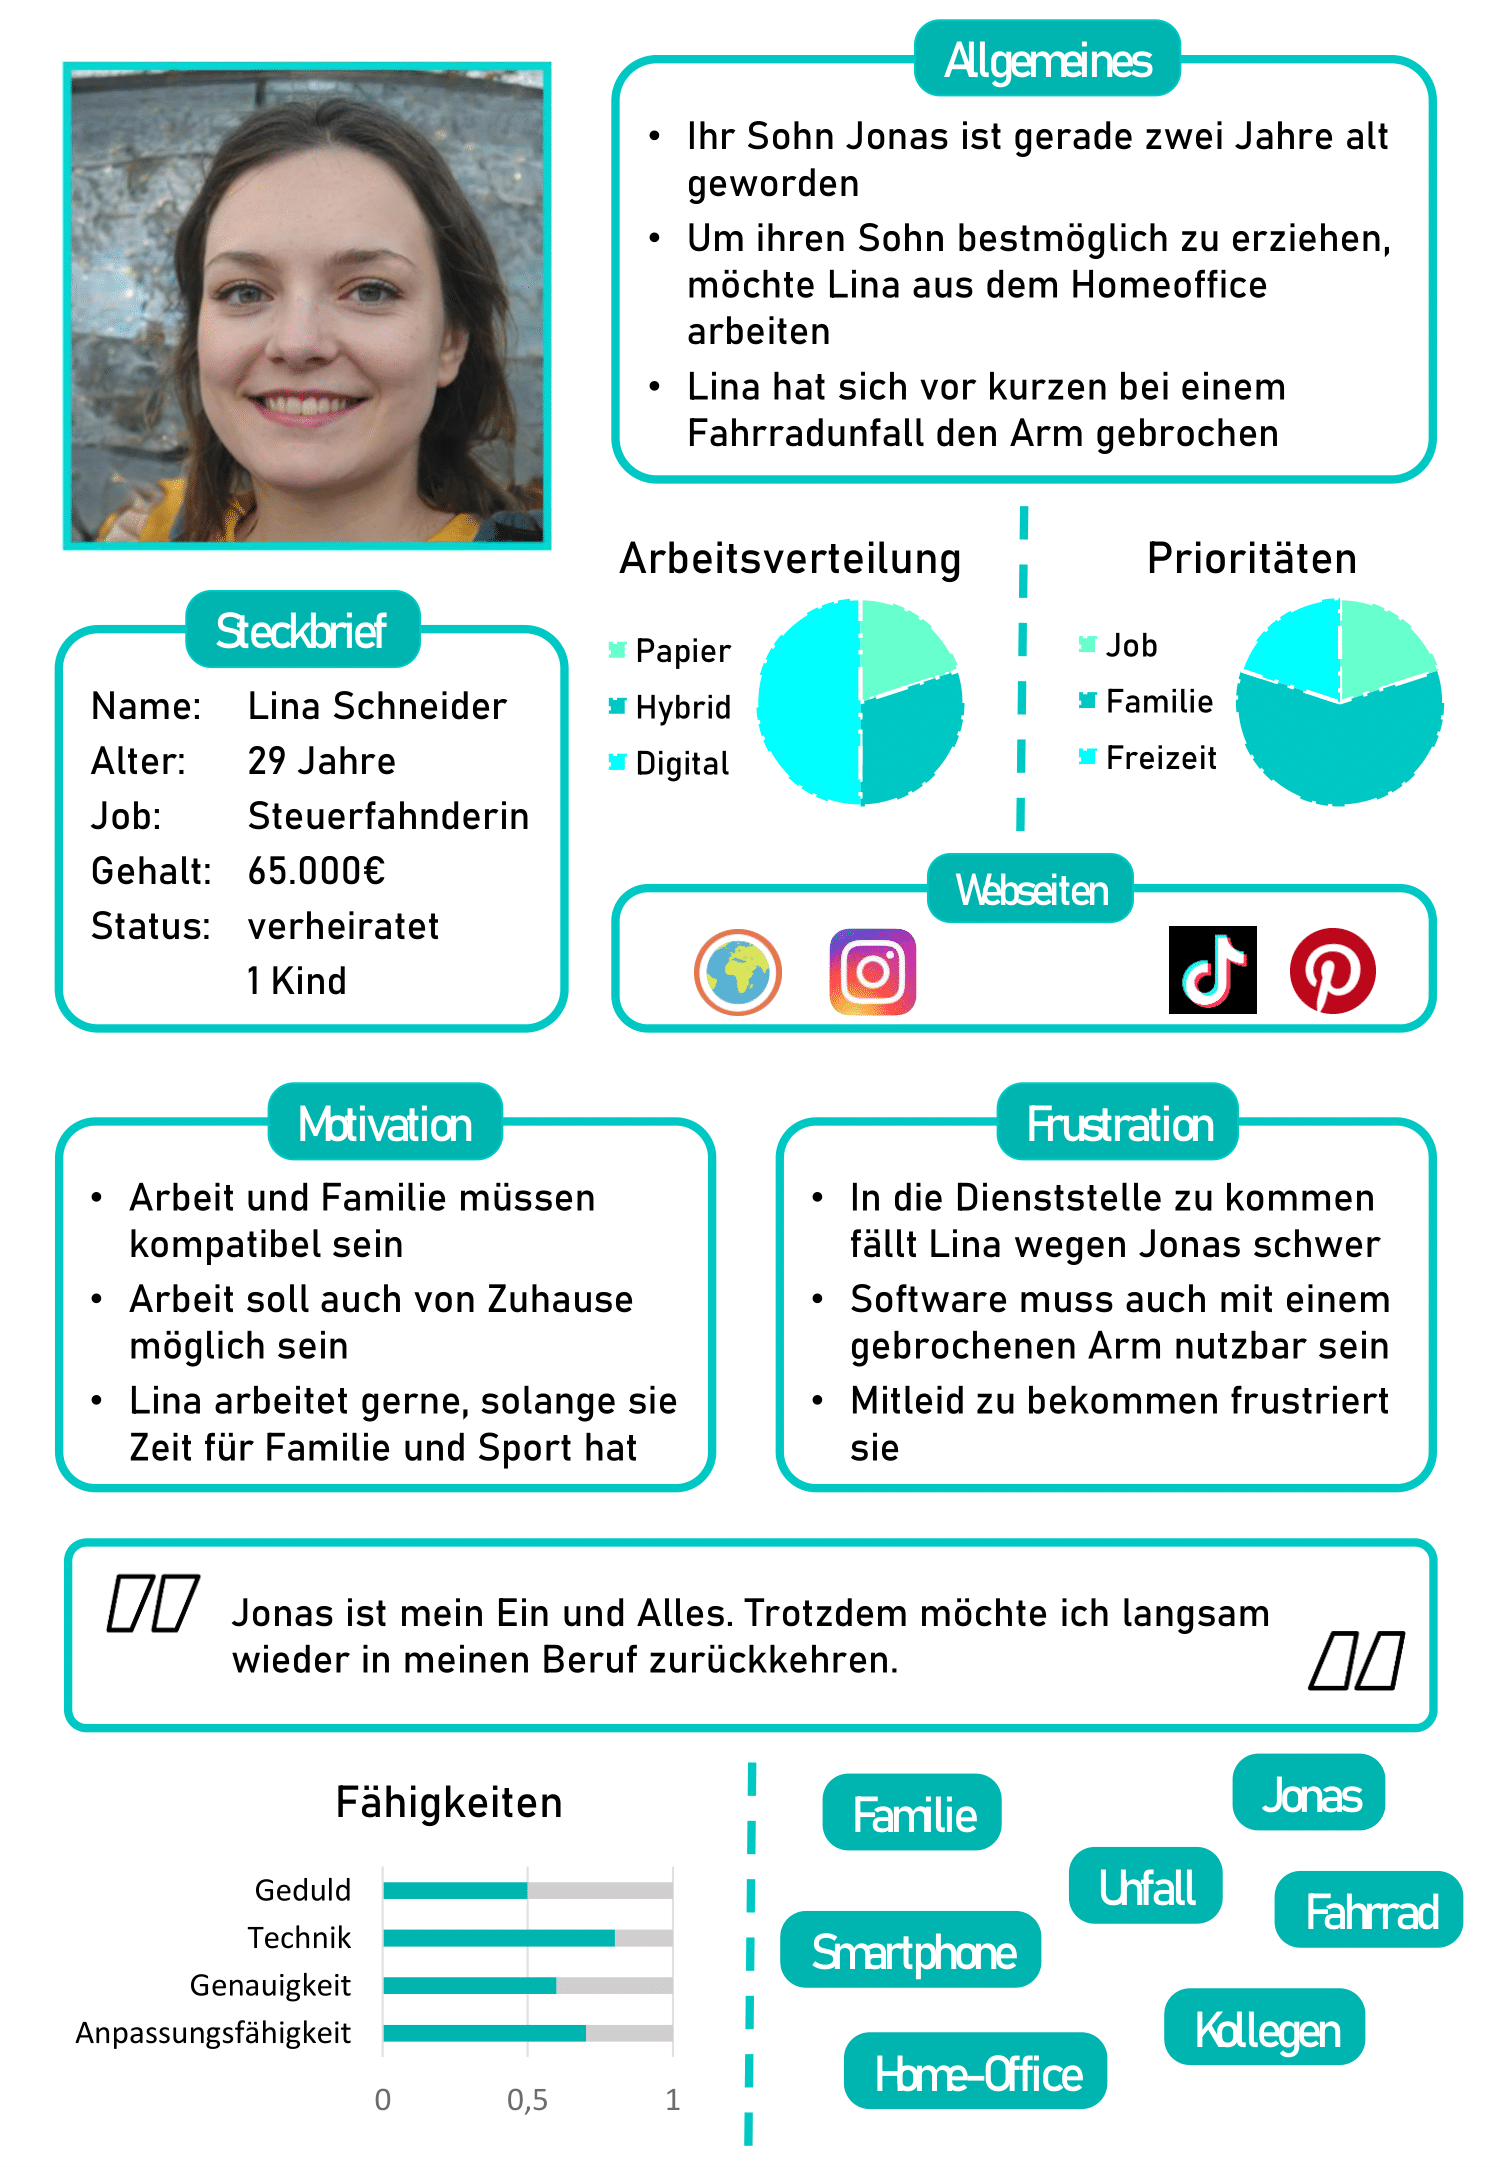 Allgemeines
• Ihr Sohn Jonas ist gerade zwei Jahre alt
geworden
• Um ihren Sohn bestmöglich zu erziehen,
möchte Lina aus dem Homeoffice
arbeiten
• Lina hat sich vor kurzen bei einem
Fahrradunfall den Arm gebrochen
Steckbrief
Name: Lina Schneider
Alter: 29 Jahre
Job: Steuerfahnderin
Gehalt: 65.000€
Status: verheiratet
1 Kind
Arbeitsverteilung
Papier
Hybrid
Digital
Prioritäten
Job
Familie
Freizeit
Webseiten
Motivation
• Arbeit und Familie müssen
kompatibel sein
• Arbeit soll auch von Zuhause
möglich sein
• Lina arbeitet gerne, solange sie
Zeit für Familie und Sport hat
Frustration
• In die Dienststelle zu kommen
fällt Lina wegen Jonas schwer
• Software muss auch mit einem
gebrochenen Arm nutzbar sein
• Mitleid zu bekommen frustriert
sie
Jonas ist mein Ein und Alles. Trotzdem möchte ich langsam
wieder in meinen Beruf zurückkehren.
Fähigkeiten
Geduld
Technik
Genauigkeit
Anpassungsfähigkeit
0 0,5 1
Familie
Jonas
Unfall
Fahrrad
Smartphone
Kollegen
Home-Office